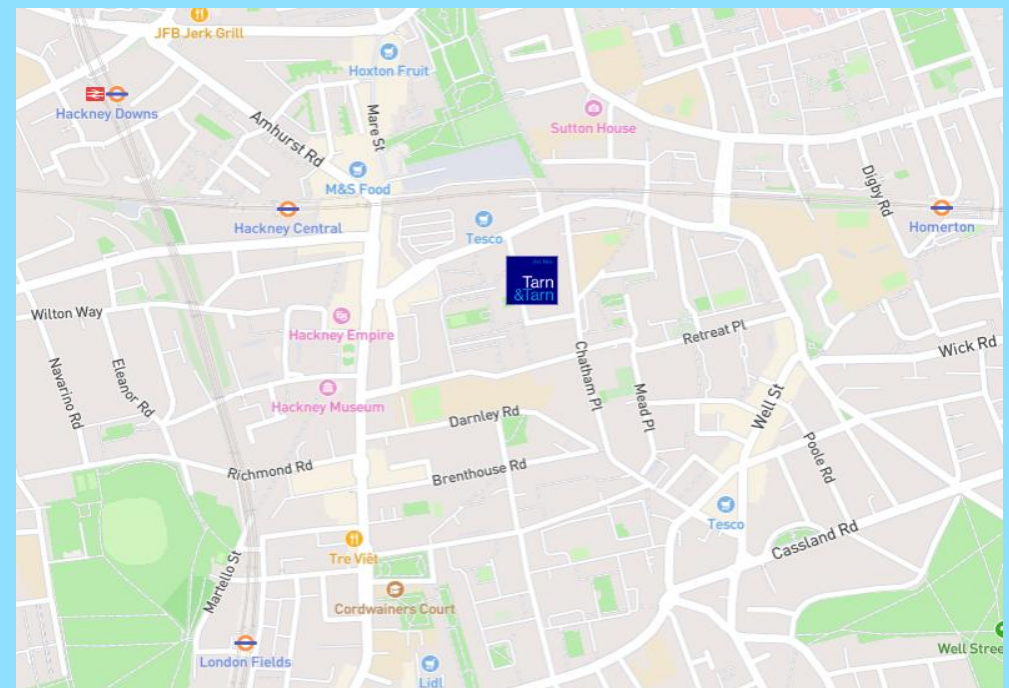 JFB Jerk Grill
Hoxton Fruit
Hackney Downs
Mare St
Amhurst Rd
Sutton House
M&S Food
Digby Rd
Hackney Central
Tesco
Homerton
Tarn
&Tarn
Wilton Way
Hackney Empire
Retreat Pl
Wick Rd
Navarino Rd
Eleanor Rd
Chatham Pl
Mead Pl
Hackney Museum
Well St
Darnley Rd
Poole Rd
Richmond Rd
Brenthouse Rd
Tesco
Cassland Rd
Tre Việt
Martello St
Cordwainers Court
Well Stree
London Fields
Lidl